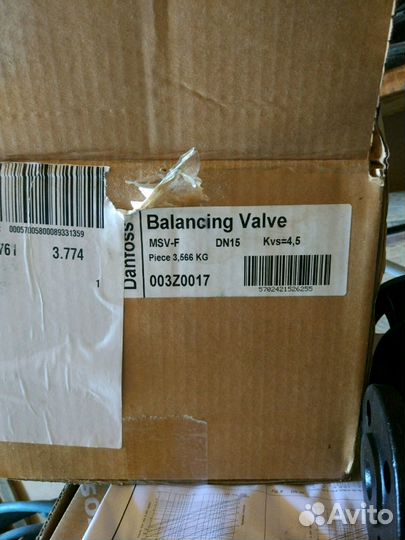 00057005800089331359
V61 3.774
1
Danfoss
Balancing Valve
MSV-F DN15 Kvs=4,5
Piece 3,566 KG
003Z0017
5702421526255
Avito